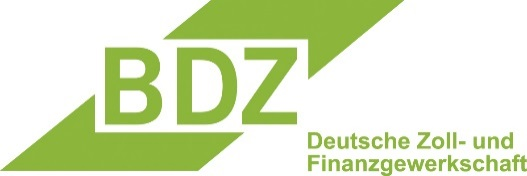 BDZ
Deutsche Zoll- und
Finanzgewerkschaft